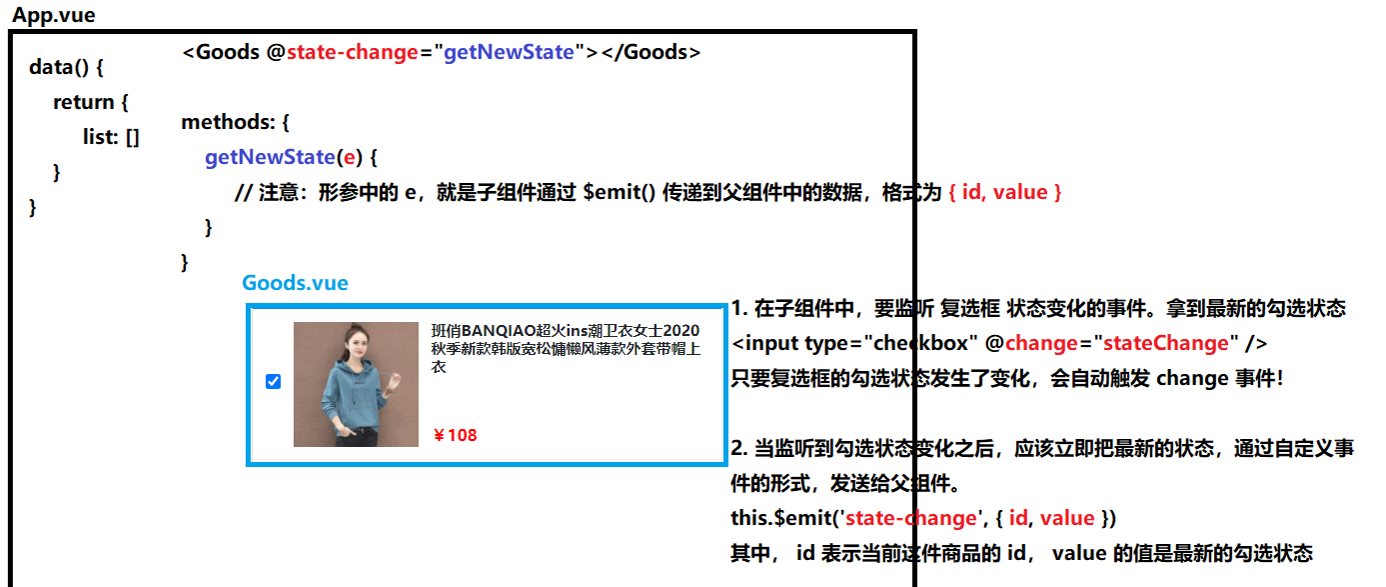 App.vue
<Goods @state-change="getNewState"></Goods>
data() {
return {
list: []
}
}
methods: {
getNewState(e) {
// 注意：形参中的 e，就是子组件通过 $emit() 传递到父组件中的数据，格式为 { id, value }
}
}
Goods.vue
班俏BANQIAO超火ins潮卫衣女士2020
秋季新款韩版宽松慵懒风薄款外套带帽上
衣
￥108
1. 在子组件中，要监听 复选框 状态变化的事件。拿到最新的勾选状态
<input type="checkbox" @change="stateChange" />
只要复选框的勾选状态发生了变化，会自动触发 change 事件！
2. 当监听到勾选状态变化之后，应该立即把最新的状态，通过自定义事
件的形式，发送给父组件。
this.$emit('state-change', { id, value })
其中， id 表示当前这件商品的 id， value 的值是最新的勾选状态